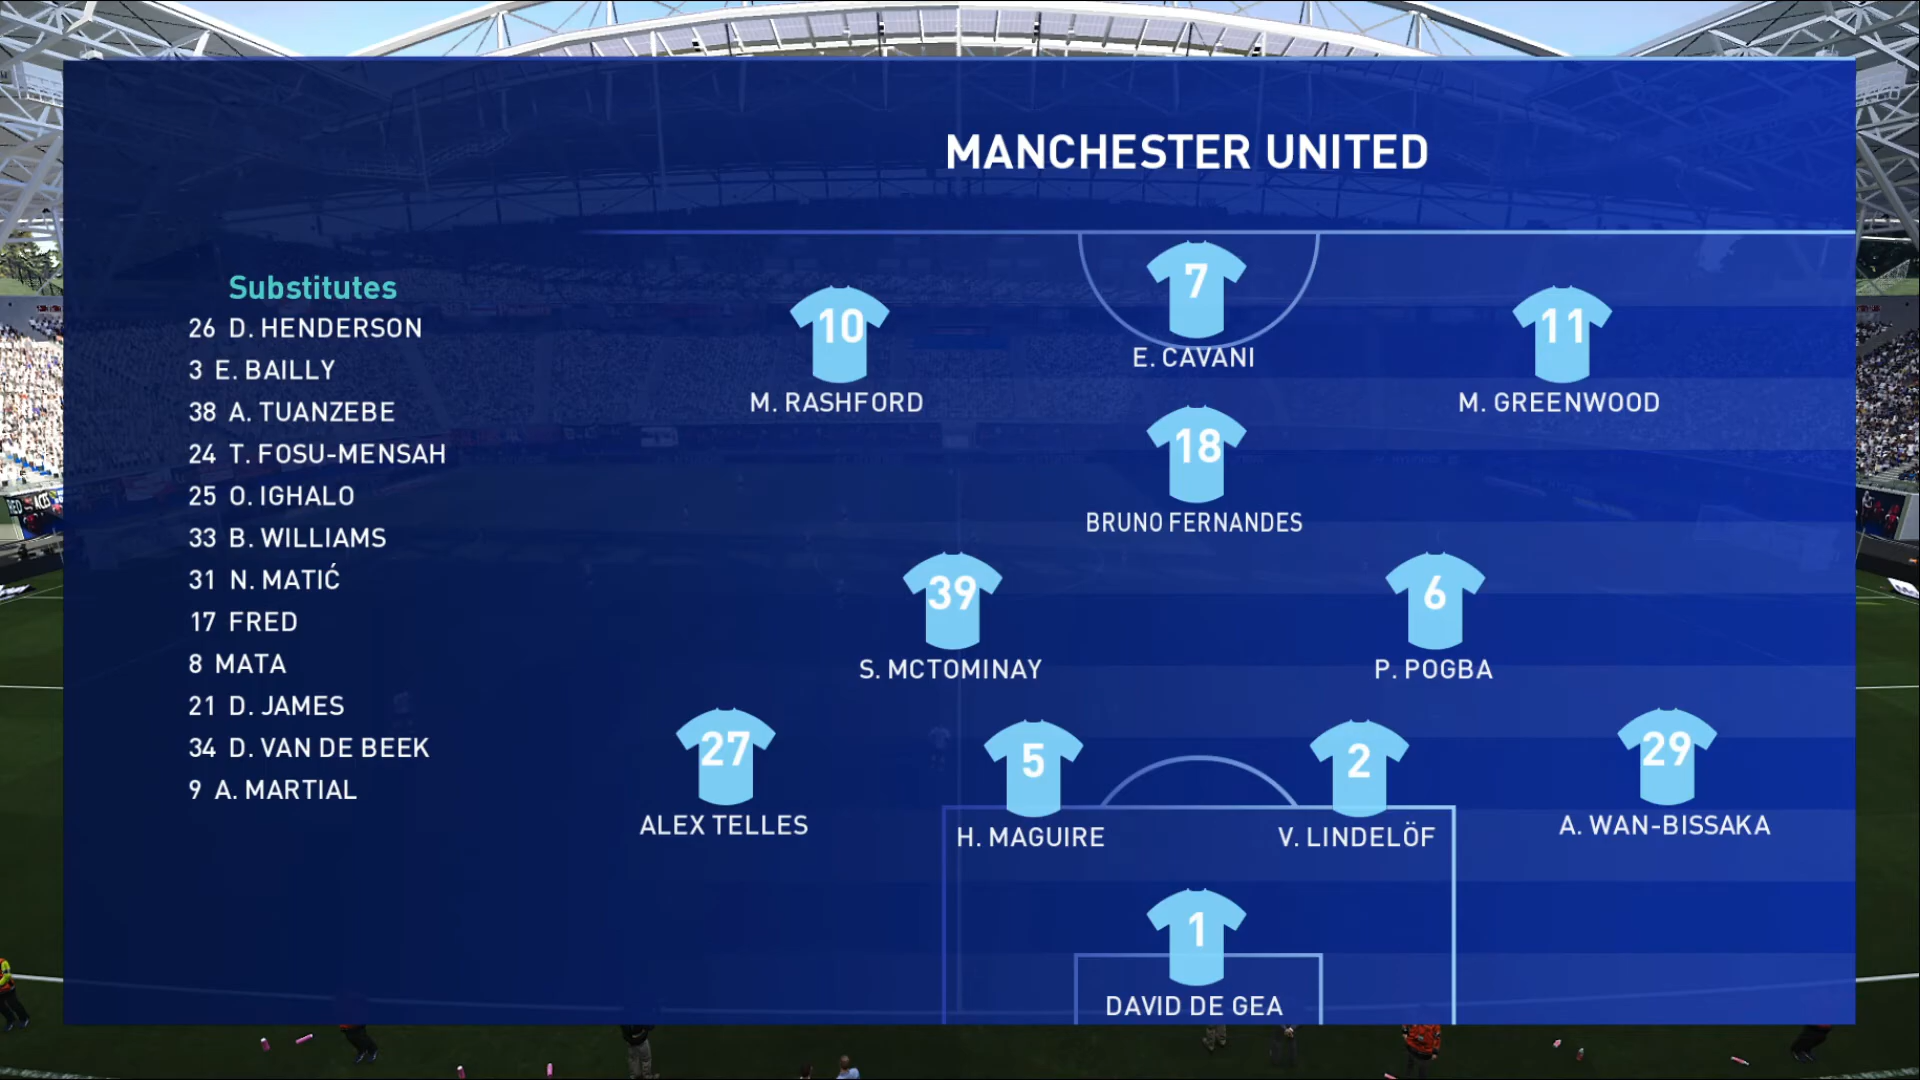 MANCHESTER UNITED
Substitutes
26 D. HENDERSON
3 E. BAILLY
38 A. TUANZEBE
24 T. FOSU-MENSAH
25 O. IGHALO
33 B. WILLIAMS
31 N. MATIĆ
17 FRED
8 MATA
21 D. JAMES
34 D. VAN DE BEEK
9 A. MARTIAL
7
E. CAVANI
10
M. RASHFORD
11
M. GREENWOOD
18
BRUNO FERNANDES
39
S. MCTOMINAY
6
P. POGBA
27
ALEX TELLES
5
H. MAGUIRE
2
V. LINDELÖF
29
A. WAN-BISSAKA
1
DAVID DE GEA